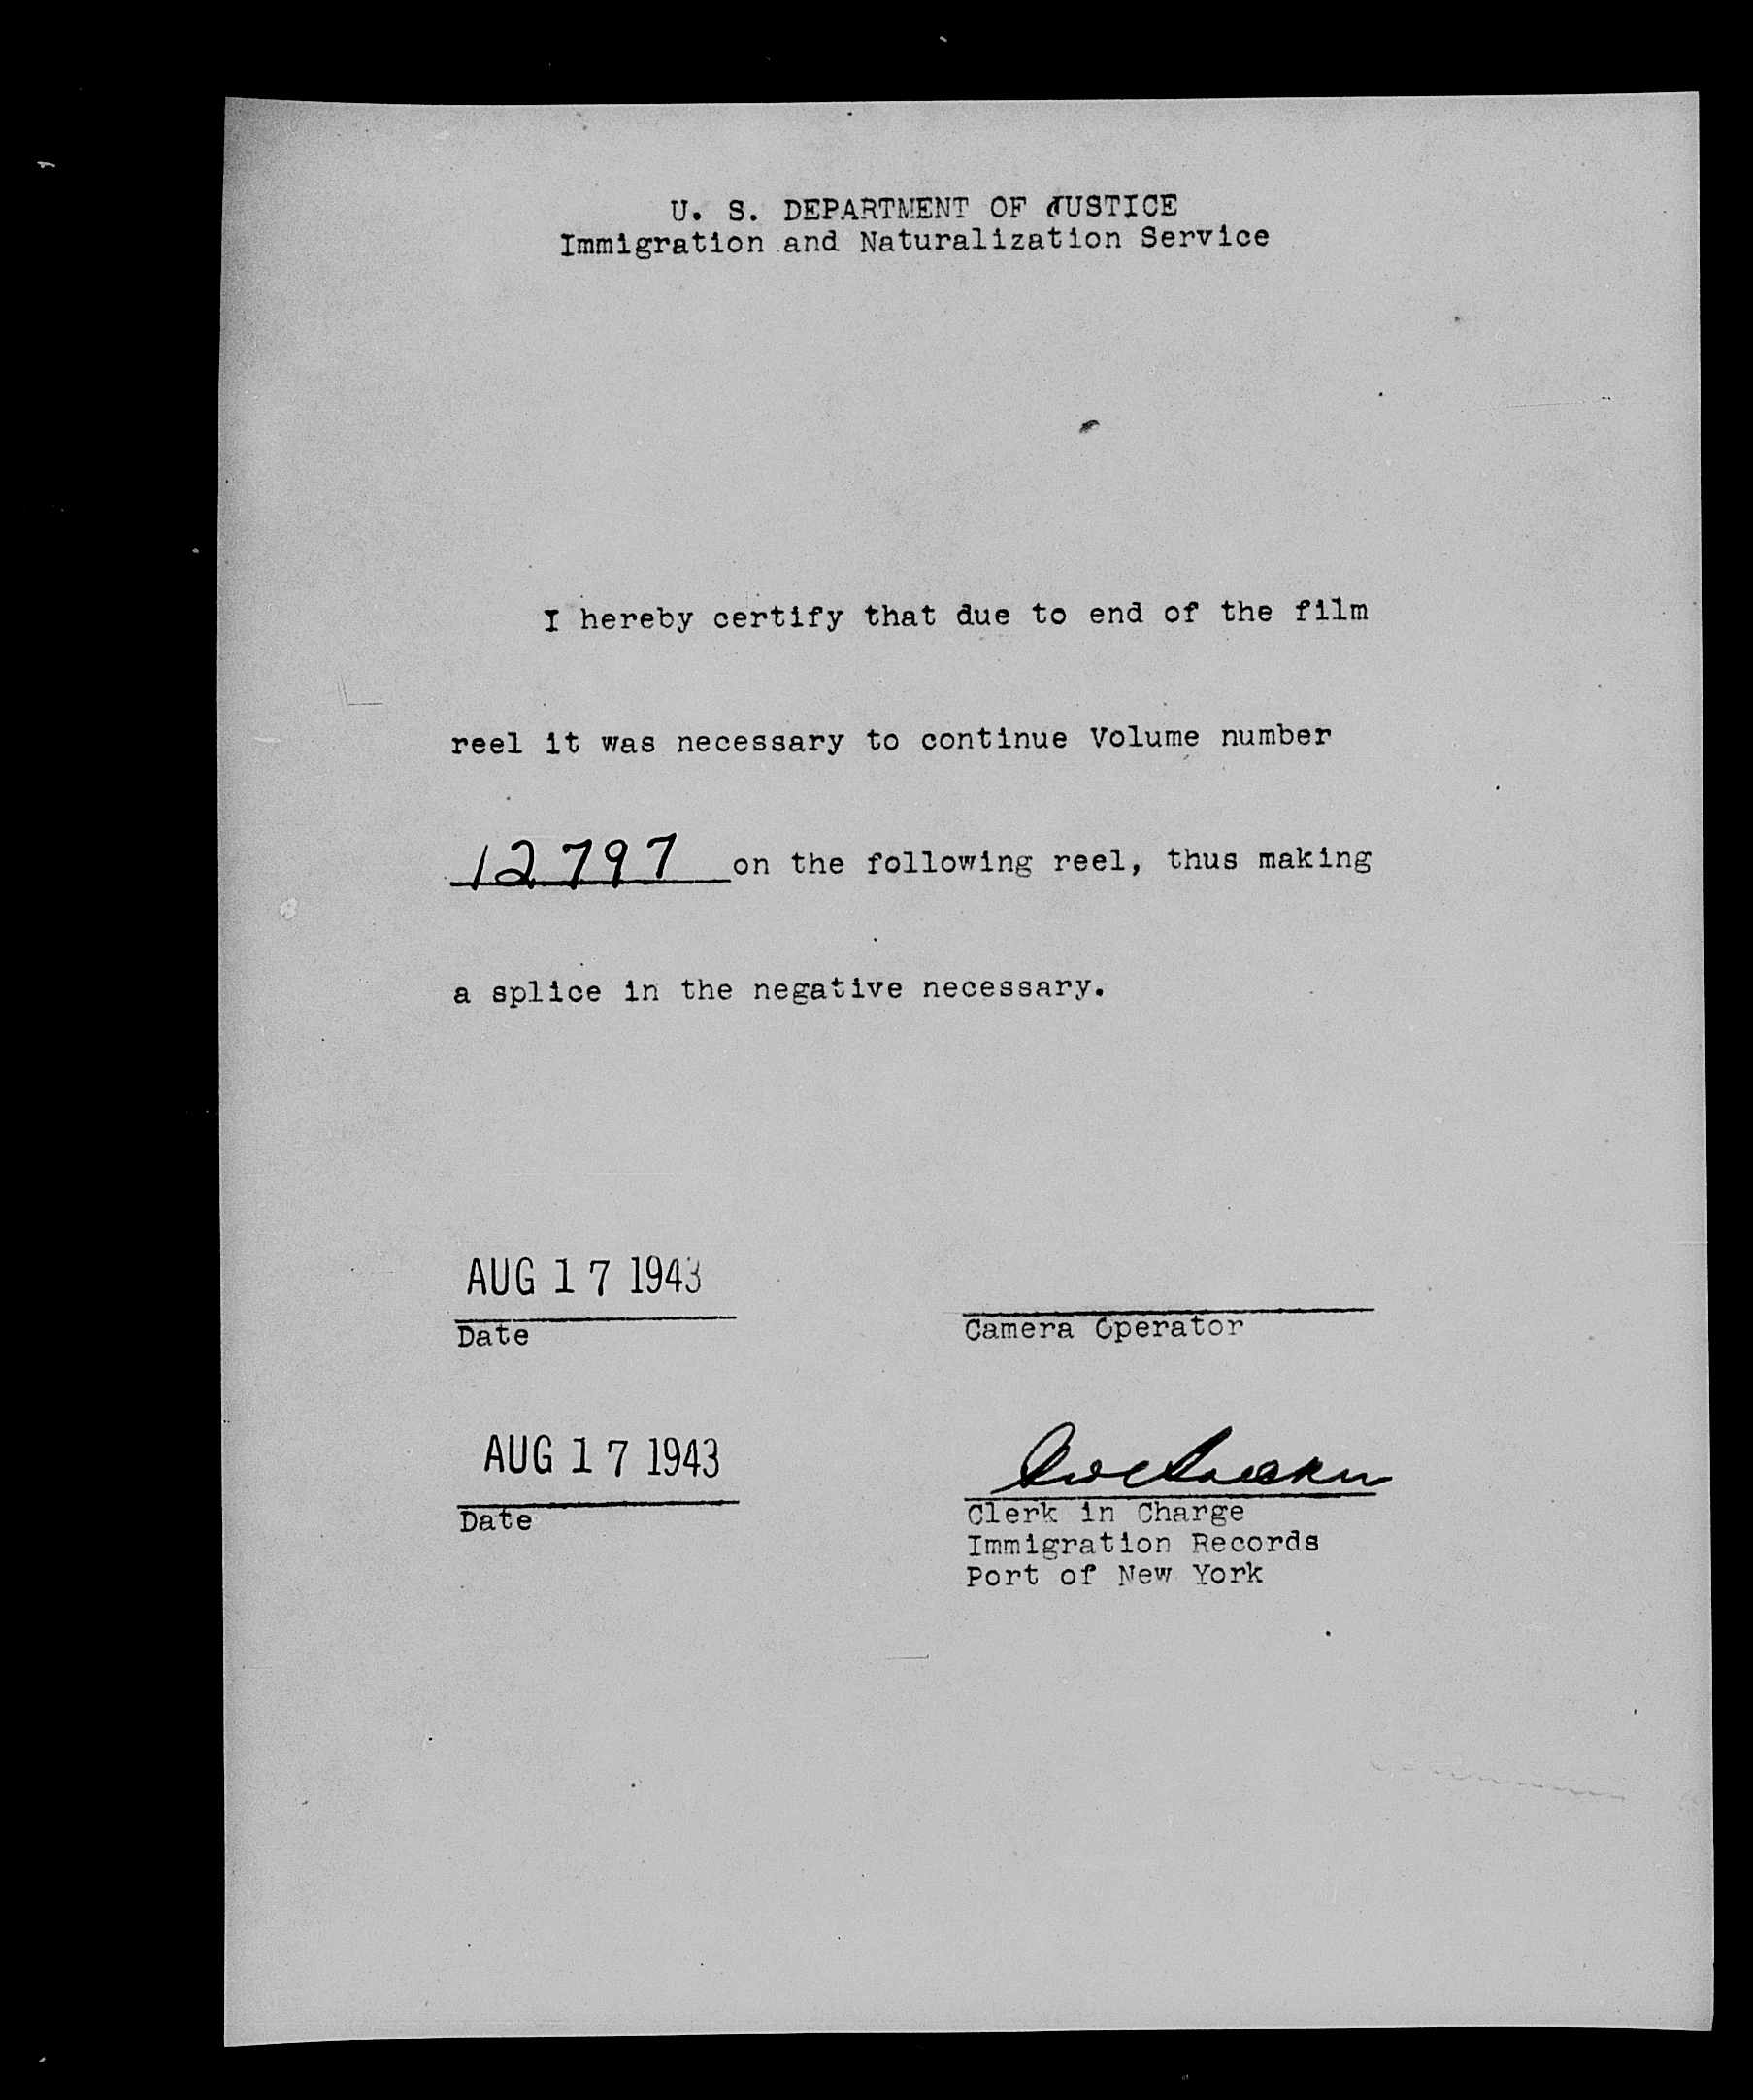 U. S. DEPARTMENT OF JUSTICE
Immigration and Naturalization Service
I hereby certify that due to end of the film
reel it was necessary to continue Volume number
12797 on the following reel, thus making
a splice in the negative necessary.
AUG 17 1943
Date
Camera Operator
AUG 17 1943
Date
Clerk in Charge
Immigration Records
Port of New York